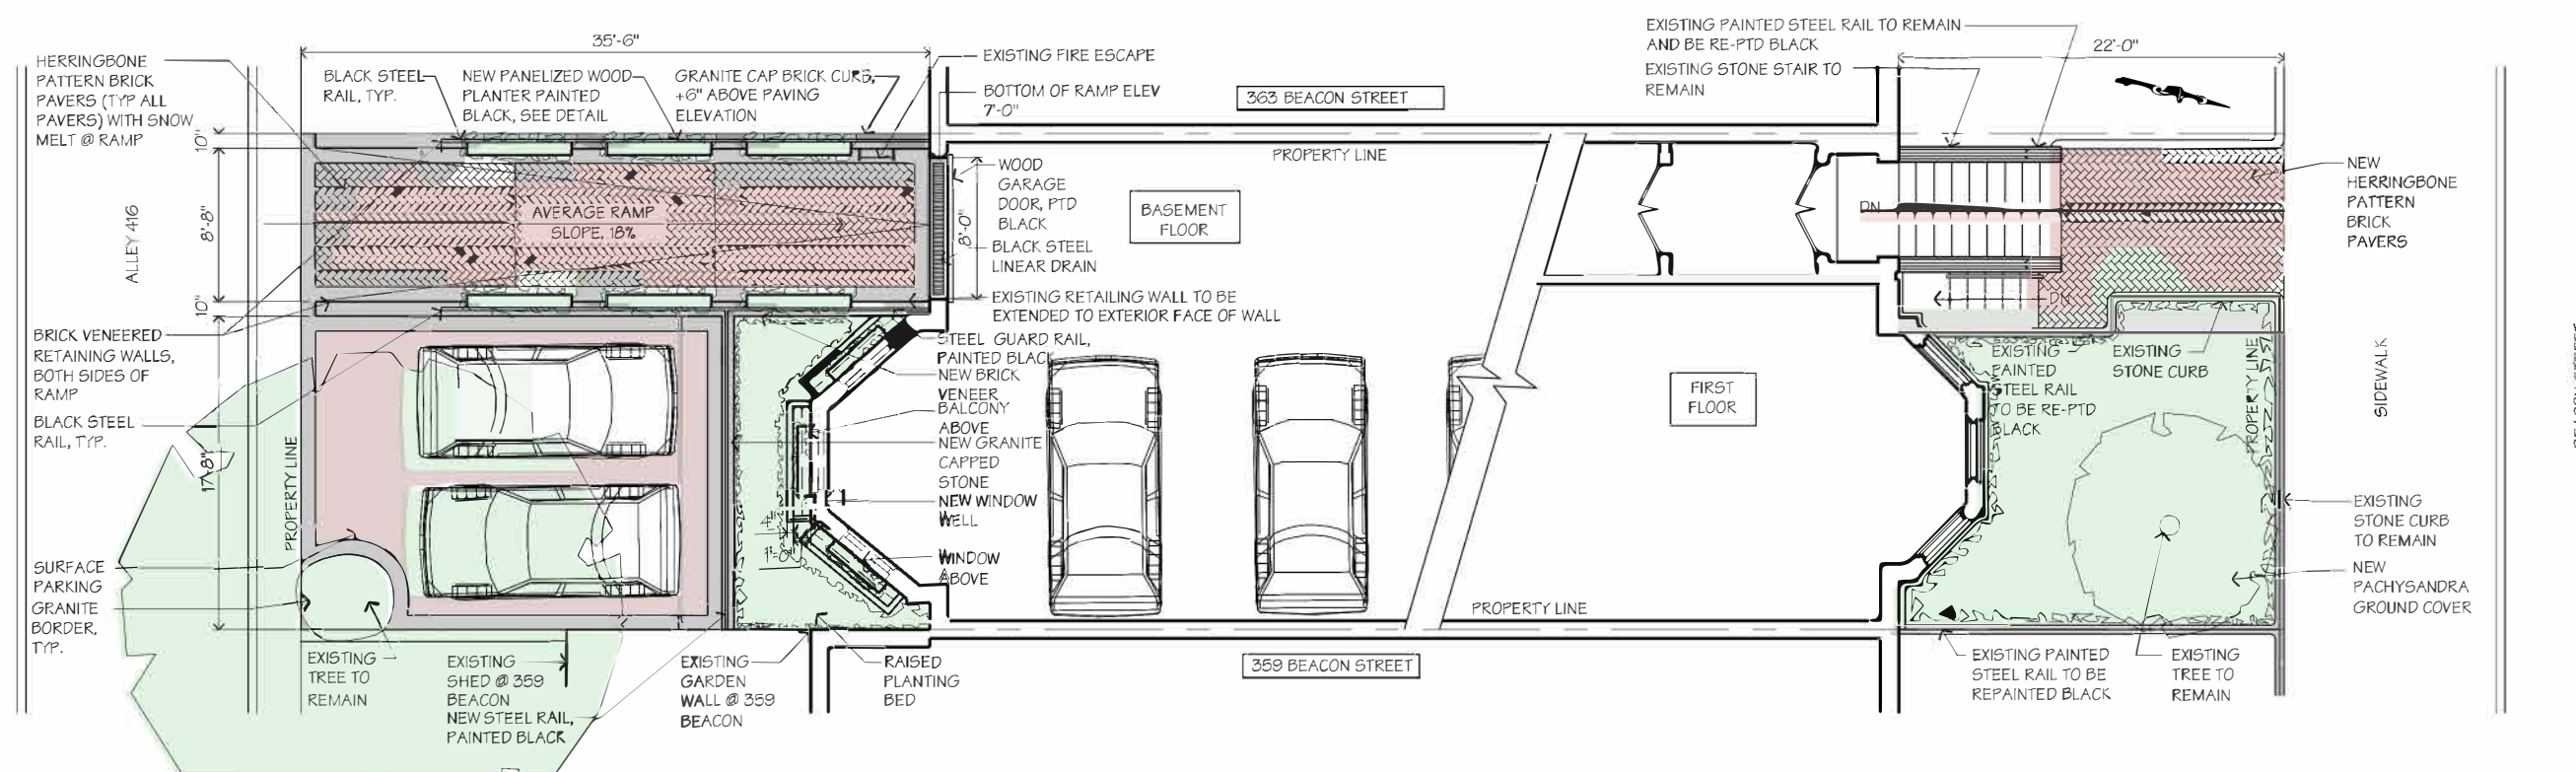 HERRINGBONE
PATTERN BRICK
PAVERS (TYP ALL
PAVERS) WITH SNOW
MELT @ RAMP
35'-6"
BLACK STEEL
RAIL, TYP.
NEW PANELIZED WOOD
PLANTER PAINTED
BLACK, SEE DETAIL
GRANITE CAP BRICK CURB,
+6" ABOVE PAVING
ELEVATION
EXISTING FIRE ESCAPE
BOTTOM OF RAMP ELEV
7'-0"
363 BEACON STREET
EXISTING PAINTED STEEL RAIL TO REMAIN
AND BE RE-PTD BLACK
EXISTING STONE STAIR TO
REMAIN
22'-0"
10"
8'-8"
10"
ALLEY 416
AVERAGE RAMP
SLOPE, 18%
8'-0"
WOOD
GARAGE
DOOR, PTD
BLACK
BLACK STEEL
LINEAR DRAIN
BASEMENT
FLOOR
PROPERTY LINE
DN
NEW
HERRINGBONE
PATTERN
BRICK
PAVERS
EXISTING RETAILING WALL TO BE
EXTENDED TO EXTERIOR FACE OF WALL
DN
BRICK VENEERED
RETAINING WALLS,
BOTH SIDES OF
RAMP
BLACK STEEL
RAIL, TYP.
17'-8"
PROPERTY LINE
STEEL GUARD RAIL,
PAINTED BLACK
NEW BRICK
VENEER
BALCONY
ABOVE
NEW GRANITE
CAPPED
STONE
NEW WINDOW
WELL
4"
1'-0"
WINDOW
ABOVE
FIRST
FLOOR
EXISTING
PAINTED
STEEL RAIL
TO BE RE-PTD
BLACK
EXISTING
STONE CURB
PROPERTY LINE
SIDEWALK
EXISTING
STONE CURB
TO REMAIN
NEW
PACHYSANDRA
GROUND COVER
SURFACE
PARKING
GRANITE
BORDER,
TYP.
PROPERTY LINE
EXISTING
TREE TO
REMAIN
EXISTING
SHED @ 359
BEACON
NEW STEEL RAIL,
PAINTED BLACK
EXISTING
GARDEN
WALL @ 359
BEACON
RAISED
PLANTING
BED
359 BEACON STREET
EXISTING PAINTED
STEEL RAIL TO BE
REPAINTED BLACK
EXISTING
TREE TO
REMAIN